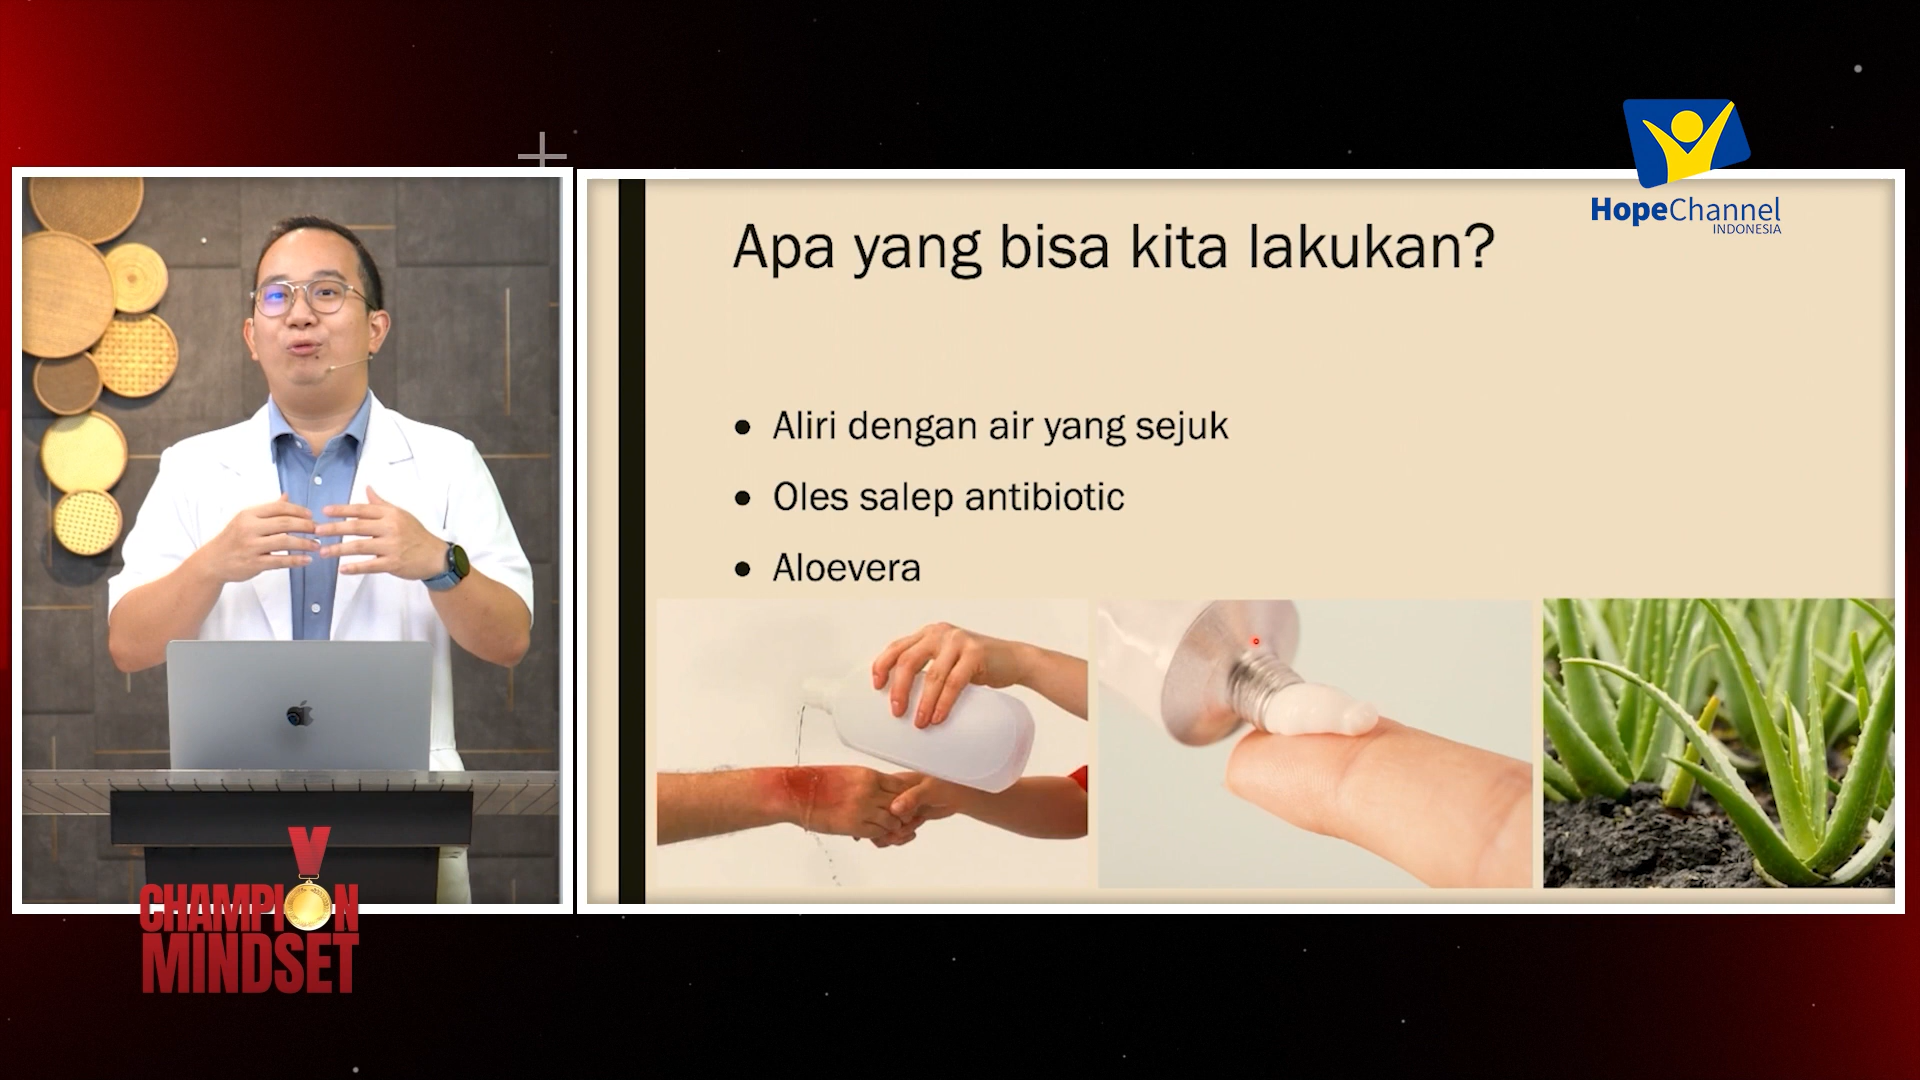 HopeChannel
INDONESIA
Apa yang bisa kita lakukan?
• Aliri dengan air yang sejuk
• Oles salep antibiotic
• Aloevera
CHAMPION
MINDSET